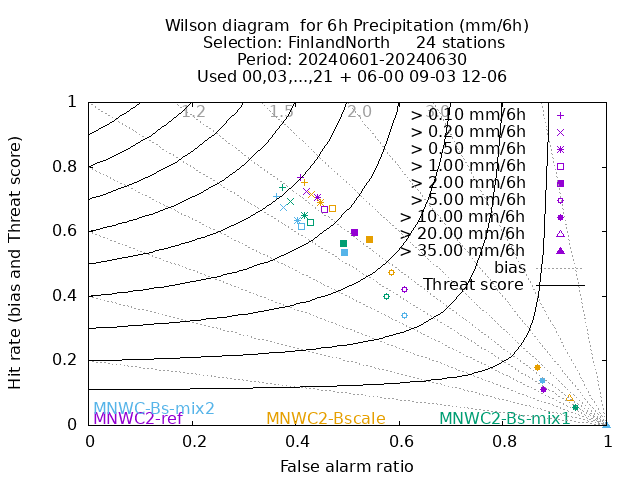 Wilson diagram  for 6h Precipitation (mm/6h)
Selection: FinlandNorth     24 stations
Period: 20240601-20240630
Used 00,03,...,21 + 06-00 09-03 12-06
Hit rate (bias and Threat score)
1
0.8
0.6
0.4
0.2
0
1.2
1.5
2.0
3.0
> 0.10 mm/6h
> 0.20 mm/6h
> 0.50 mm/6h
> 1.00 mm/6h
> 2.00 mm/6h
> 5.00 mm/6h
> 10.00 mm/6h
> 20.00 mm/6h
> 35.00 mm/6h
bias
Threat score
MNWC-Bs-mix2
MNWC2-ref
MNWC2-Bscale
MNWC2-Bs-mix1
0
0.2
0.4
0.6
0.8
1
False alarm ratio